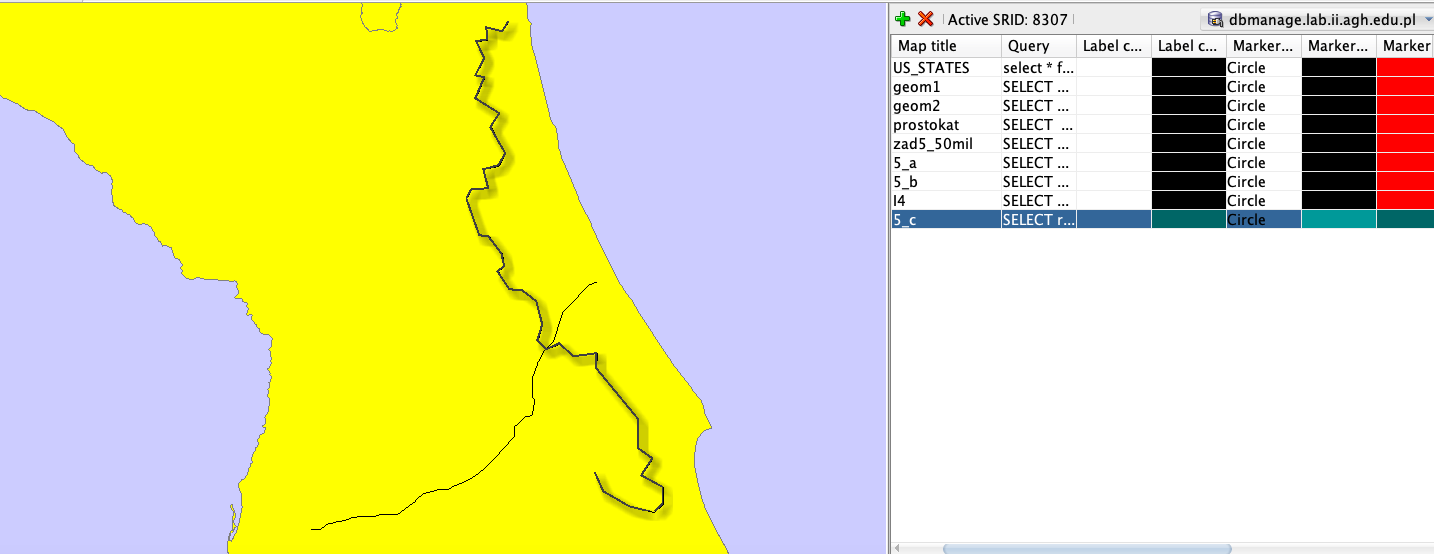 Active SRID: 8307 dbmanage.lab.ii.agh.edu.pl
Map title Query Label c... Label c... Marker... Marker... Marker
US_STATES select * f... Circle
geom1 SELECT ... Circle
geom2 SELECT ... Circle
prostokat SELECT ... Circle
zad5_50mil SELECT ... Circle
5_a SELECT ... Circle
5_b SELECT ... Circle
I4 SELECT ... Circle
5_c SELECT r... Circle